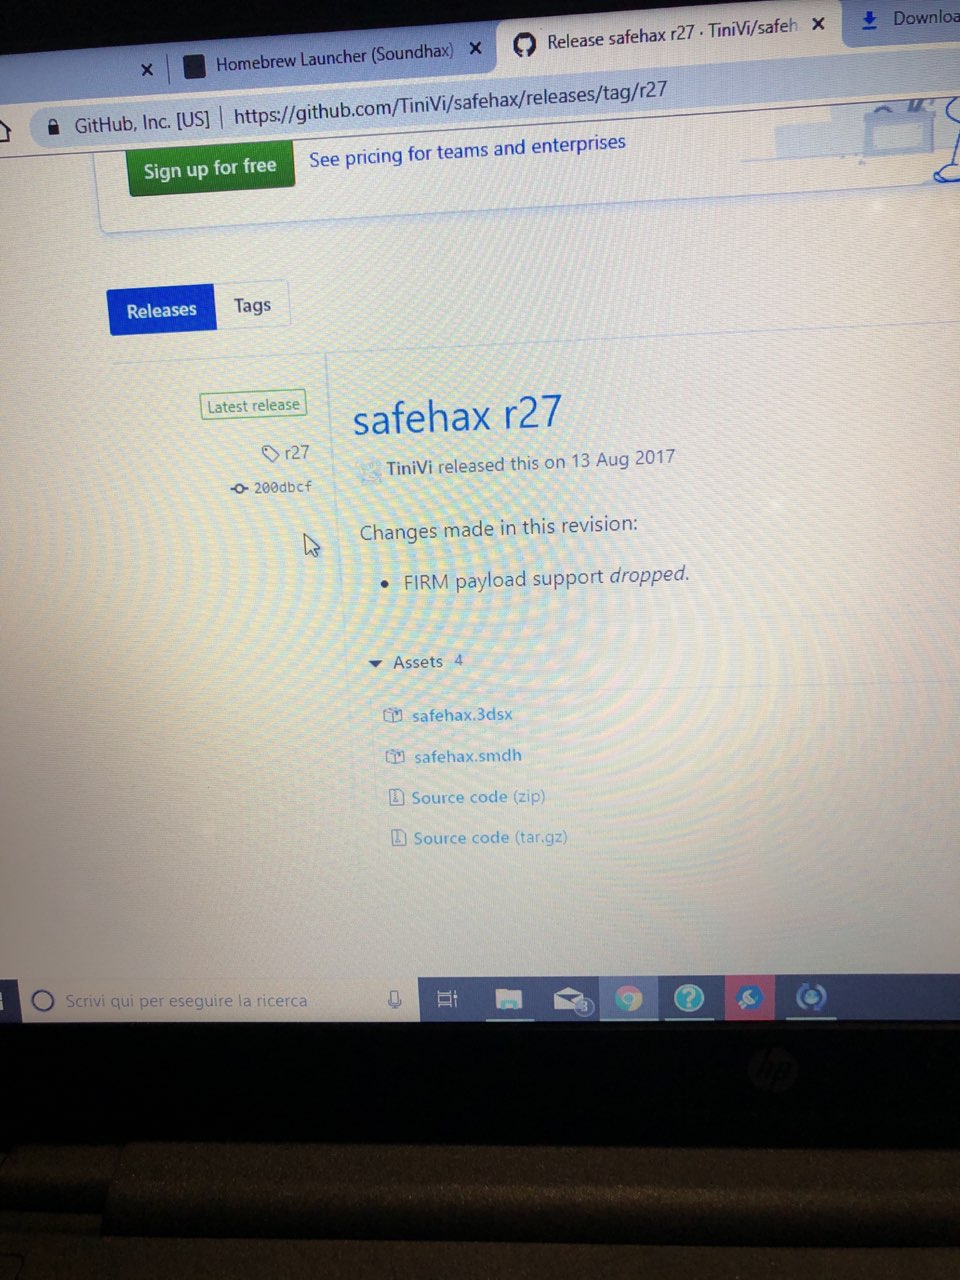 Homebrew Launcher (Soundhax)
Release safehax r27 · TiniVi/safeh
Downloa
GitHub, Inc. [US] | https://github.com/TiniVi/safehax/releases/tag/r27
Sign up for free
See pricing for teams and enterprises
Releases
Tags
Latest release
safehax r27
r27
TiniVi released this on 13 Aug 2017
200dbcf
Changes made in this revision:
• FIRM payload support dropped.
Assets 4
safehax.3dsx
safehax.smdh
Source code (zip)
Source code (tar.gz)
Scrivi qui per eseguire la ricerca
3
hp